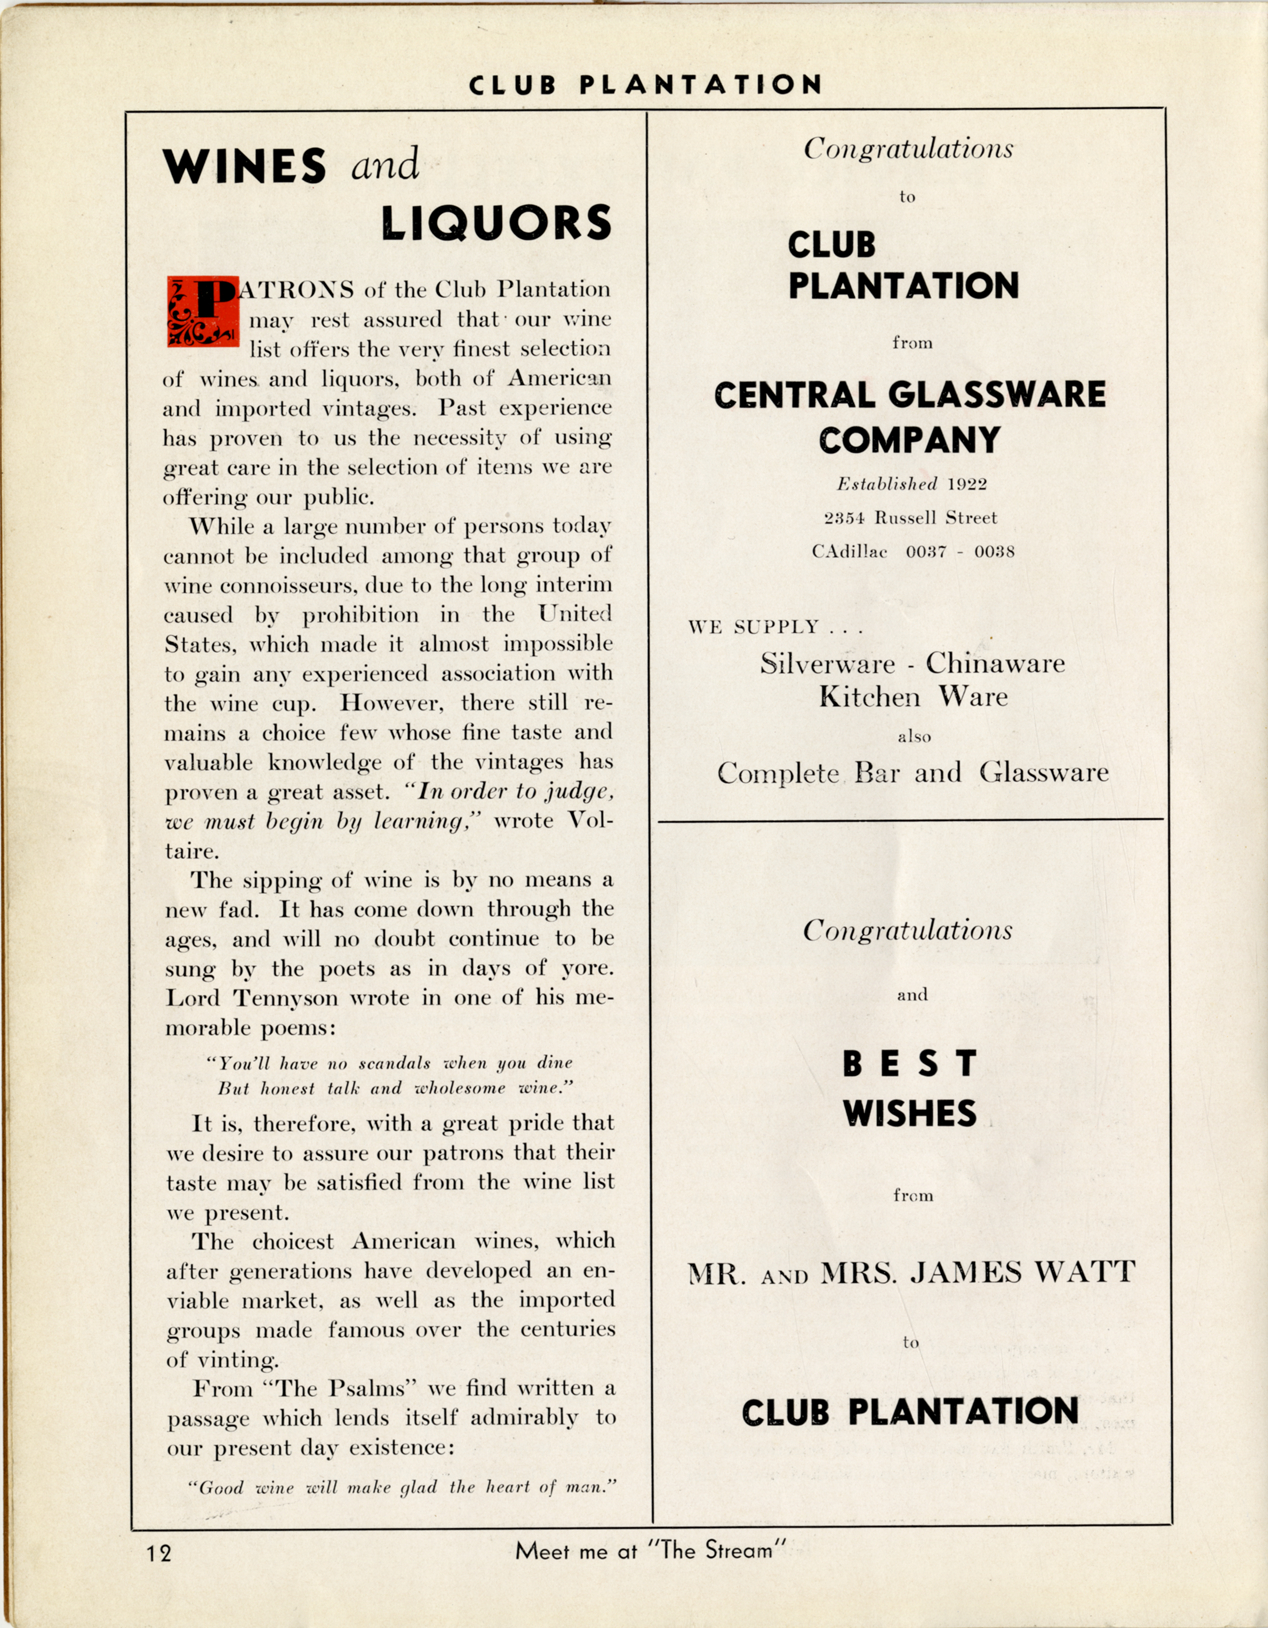 CLUB PLANTATION
WINES and
LIQUORS
PATRONS of the Club Plantation
may rest assured that our wine
list offers the very finest selection
of wines and liquors, both of American
and imported vintages. Past experience
has proven to us the necessity of using
great care in the selection of items we are
offering our public.
While a large number of persons today
cannot be included among that group of
wine connoisseurs, due to the long interim
caused by prohibition in the United
States, which made it almost impossible
to gain any experienced association with
the wine cup. However, there still re-
mains a choice few whose fine taste and
valuable knowledge of the vintages has
proven a great asset. “In order to judge,
we must begin by learning,” wrote Vol-
taire.
The sipping of wine is by no means a
new fad. It has come down through the
ages, and will no doubt continue to be
sung by the poets as in days of yore.
Lord Tennyson wrote in one of his me-
morable poems:
“You'll have no scandals when you dine
But honest talk and wholesome wine.”
It is, therefore, with a great pride that
we desire to assure our patrons that their
taste may be satisfied from the wine list
we present.
The choicest American wines, which
after generations have developed an en-
viable market, as well as the imported
groups made famous over the centuries
of vinting.
From “The Psalms” we find written a
passage which lends itself admirably to
our present day existence:
“Good wine will make glad the heart of man.”
Congratulations
to
CLUB
PLANTATION
from
CENTRAL GLASSWARE
COMPANY
Established 1922
2354 Russell Street
CAdillac 0037 - 0038
WE SUPPLY . . .
Silverware - Chinaware
Kitchen Ware
also
Complete Bar and Glassware
Congratulations
and
BEST
WISHES
from
MR. AND MRS. JAMES WATT
to
CLUB PLANTATION
12
Meet me at "The Stream"